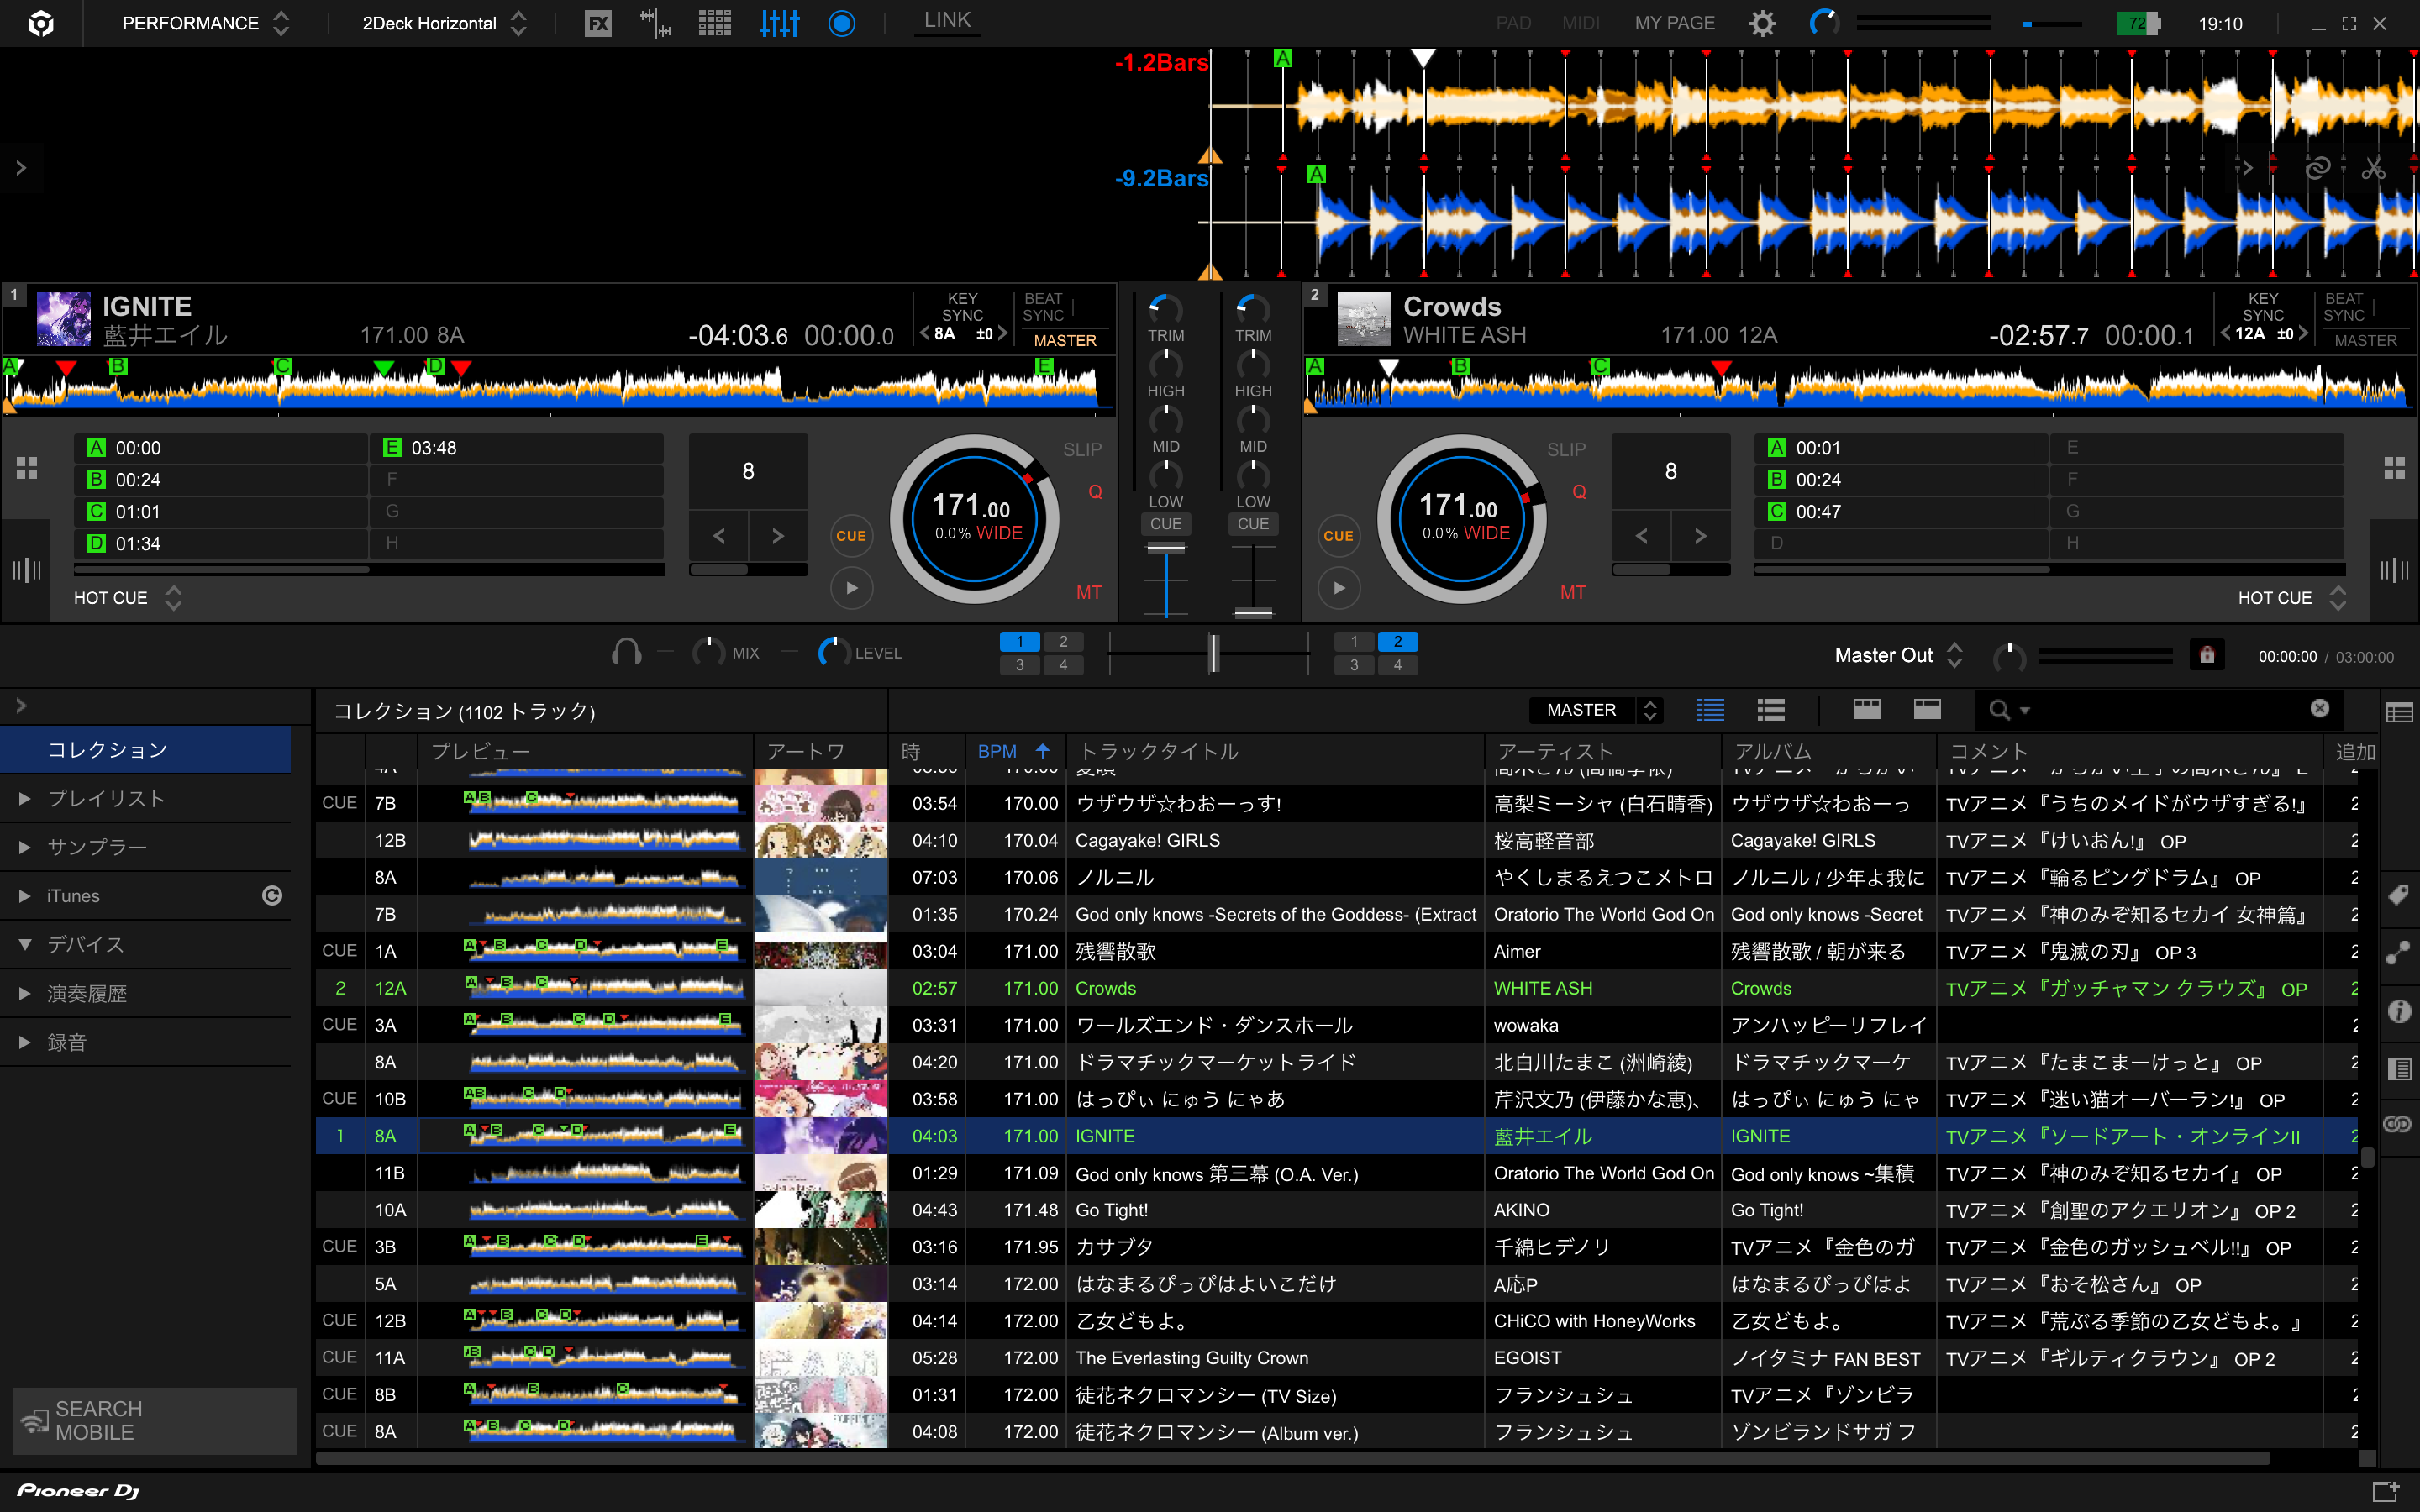 PERFORMANCE 2Deck Horizontal FX LINK PAD MIDI MY PAGE 72 19:10
-1.2Bars A
-9.2Bars A
1 IGNITE
藍井エイル 171.00 8A -04:03.6 00:00.0
KEY SYNC 8A ±0
BEAT SYNC MASTER
TRIM TRIM
HIGH HIGH
MID MID
LOW LOW
CUE CUE
2 Crowds
WHITE ASH 171.00 12A -02:57.7 00:00.1
KEY SYNC 12A ±0
BEAT SYNC MASTER
A B C D E
A B C
A 00:00 E 03:48
B 00:24 F
C 01:01 G
D 01:34 H
HOT CUE
8
CUE
171.00
0.0% WIDE
SLIP
Q
MT
CUE
171.00
0.0% WIDE
SLIP
Q
MT
8
A 00:01 E
B 00:24 F
C 00:47 G
D H
HOT CUE
MIX LEVEL
1 2
3 4
1 2
3 4
Master Out 00:00:00 / 03:00:00
コレクション
プレイリスト
サンプラー
iTunes
デバイス
演奏履歴
録音
SEARCH
MOBILE
コレクション (1102 トラック) MASTER
プレビュー アートワ 時 BPM トラックタイトル アーティスト アルバム コメント 追加
CUE 7B 03:54 170.00 ウザウザ☆わおーっす! 高梨ミーシャ (白石晴香) ウザウザ☆わおーっ TVアニメ『うちのメイドがウザすぎる!』 2
12B 04:10 170.04 Cagayake! GIRLS 桜高軽音部 Cagayake! GIRLS TVアニメ『けいおん!』 OP 2
8A 07:03 170.06 ノルニル やくしまるえつこメトロ ノルニル / 少年よ我に TVアニメ『輪るピングドラム』 OP 2
7B 01:35 170.24 God only knows -Secrets of the Goddess- (Extract Oratorio The World God On God only knows -Secret TVアニメ『神のみぞ知るセカイ 女神篇』 2
CUE 1A 03:04 171.00 残響散歌 Aimer 残響散歌 / 朝が来る TVアニメ『鬼滅の刃』 OP 3 2
2 12A 02:57 171.00 Crowds WHITE ASH Crowds TVアニメ『ガッチャマン クラウズ』 OP 2
CUE 3A 03:31 171.00 ワールズエンド・ダンスホール wowaka アンハッピーリフレイ 2
8A 04:20 171.00 ドラマチックマーケットライド 北白川たまこ (洲崎綾) ドラマチックマーケ TVアニメ『たまこまーけっと』 OP 2
CUE 10B 03:58 171.00 はっぴぃ にゅう にゃあ 芹沢文乃 (伊藤かな恵)、 はっぴぃ にゅう にゃ TVアニメ『迷い猫オーバーラン!』 OP 2
1 8A 04:03 171.00 IGNITE 藍井エイル IGNITE TVアニメ『ソードアート・オンラインII 2
11B 01:29 171.09 God only knows 第三幕 (O.A. Ver.) Oratorio The World God On God only knows ~集積 TVアニメ『神のみぞ知るセカイ』 OP 2
10A 04:43 171.48 Go Tight! AKINO Go Tight! TVアニメ『創聖のアクエリオン』 OP 2 2
CUE 3B 03:16 171.95 カサブタ 千綿ヒデノリ TVアニメ『金色のガ TVアニメ『金色のガッシュベル!!』 OP 2
5A 03:14 172.00 はなまるぴっぴはよいこだけ A応P はなまるぴっぴはよ TVアニメ『おそ松さん』 OP 2
CUE 12B 04:14 172.00 乙女どもよ。 CHiCO with HoneyWorks 乙女どもよ。 TVアニメ『荒ぶる季節の乙女どもよ。』 2
CUE 11A 05:28 172.00 The Everlasting Guilty Crown EGOIST ノイタミナ FAN BEST TVアニメ『ギルティクラウン』 OP 2 2
CUE 8B 01:31 172.00 徒花ネクロマンシー (TV Size) フランシュシュ TVアニメ『ゾンビラ 2
CUE 8A 04:08 172.00 徒花ネクロマンシー (Album ver.) フランシュシュ ゾンビランドサガ フ 2
Pioneer Dj